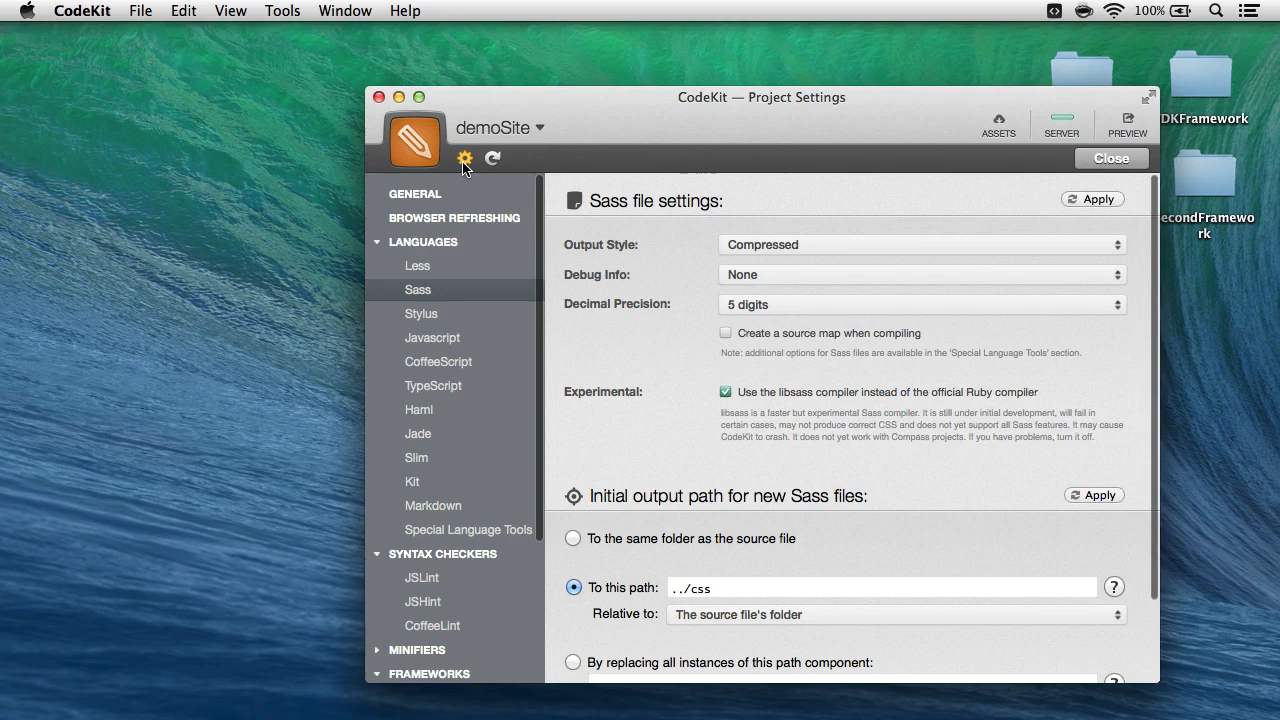 CodeKit File Edit View Tools Window Help 100%
CodeKit — Project Settings
demoSite
ASSETS SERVER PREVIEW
Close
DKFramework
econdFramewo
rk
GENERAL
BROWSER REFRESHING
LANGUAGES
Less
Sass
Stylus
Javascript
CoffeeScript
TypeScript
Haml
Jade
Slim
Kit
Markdown
Special Language Tools
SYNTAX CHECKERS
JSLint
JSHint
CoffeeLint
MINIFIERS
FRAMEWORKS
Sass file settings: Apply
Output Style: Compressed
Debug Info: None
Decimal Precision: 5 digits
Create a source map when compiling
Note: additional options for Sass files are available in the 'Special Language Tools' section.
Experimental: Use the libsass compiler instead of the official Ruby compiler
libsass is a faster but experimental Sass compiler. It is still under initial development, will fail in
certain cases, may not produce correct CSS and does not yet support all Sass features. It may cause
CodeKit to crash. It does not yet work with Compass projects. If you have problems, turn it off.
Initial output path for new Sass files: Apply
To the same folder as the source file
To this path: ../css ?
Relative to: The source file's folder
By replacing all instances of this path component:
?